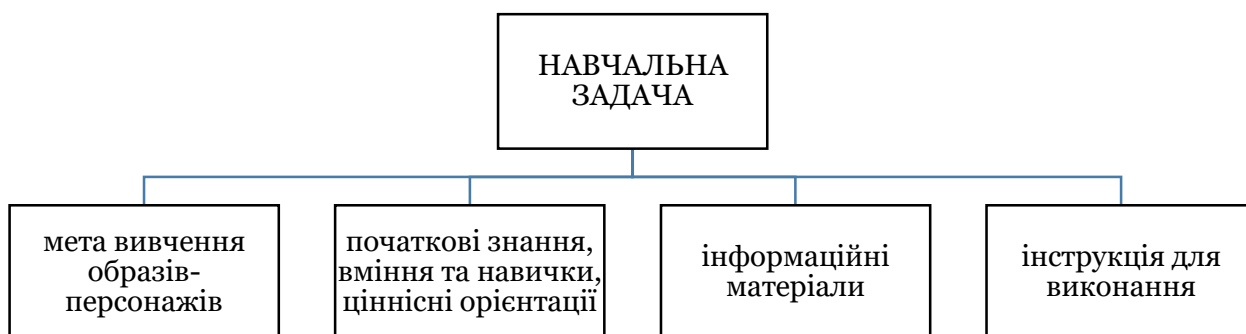 НАВЧАЛЬНА
ЗАДАЧА
мета вивчення
образів-
персонажів
початкові знання,
вміння та навички,
ціннісні орієнтації
інформаційні
матеріали
інструкція для
виконання